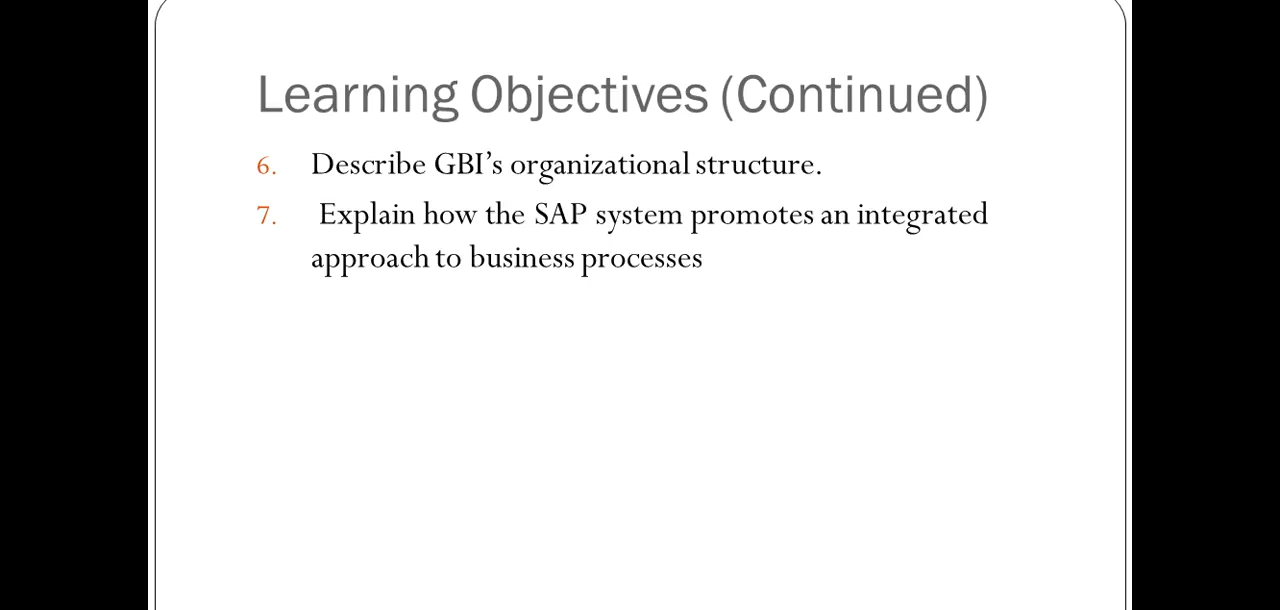 Learning Objectives (Continued)
6. Describe GBI’s organizational structure.
7. Explain how the SAP system promotes an integrated
approach to business processes